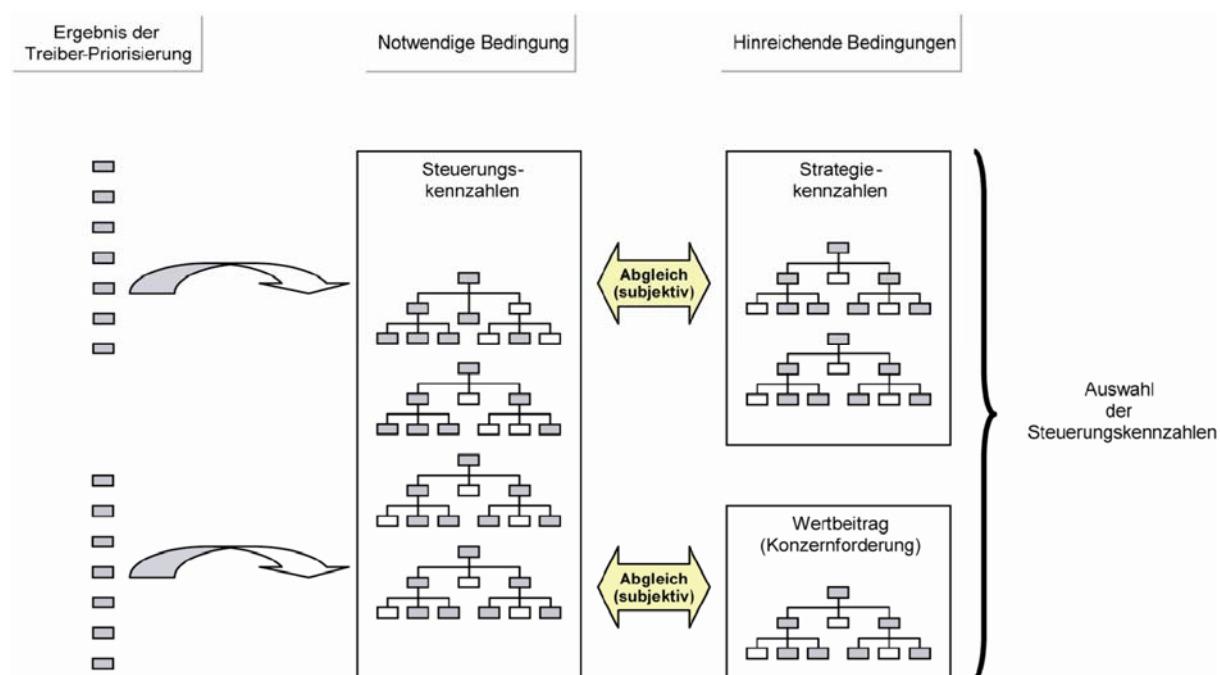 Ergebnis der
Treiber-Priorisierung
Notwendige Bedingung
Hinreichende Bedingungen
Steuerungs-
kennzahlen
Strategie-
kennzahlen
Abgleich
(subjektiv)
Auswahl
der
Steuerungskennzahlen
Wertbeitrag
(Konzernforderung)
Abgleich
(subjektiv)